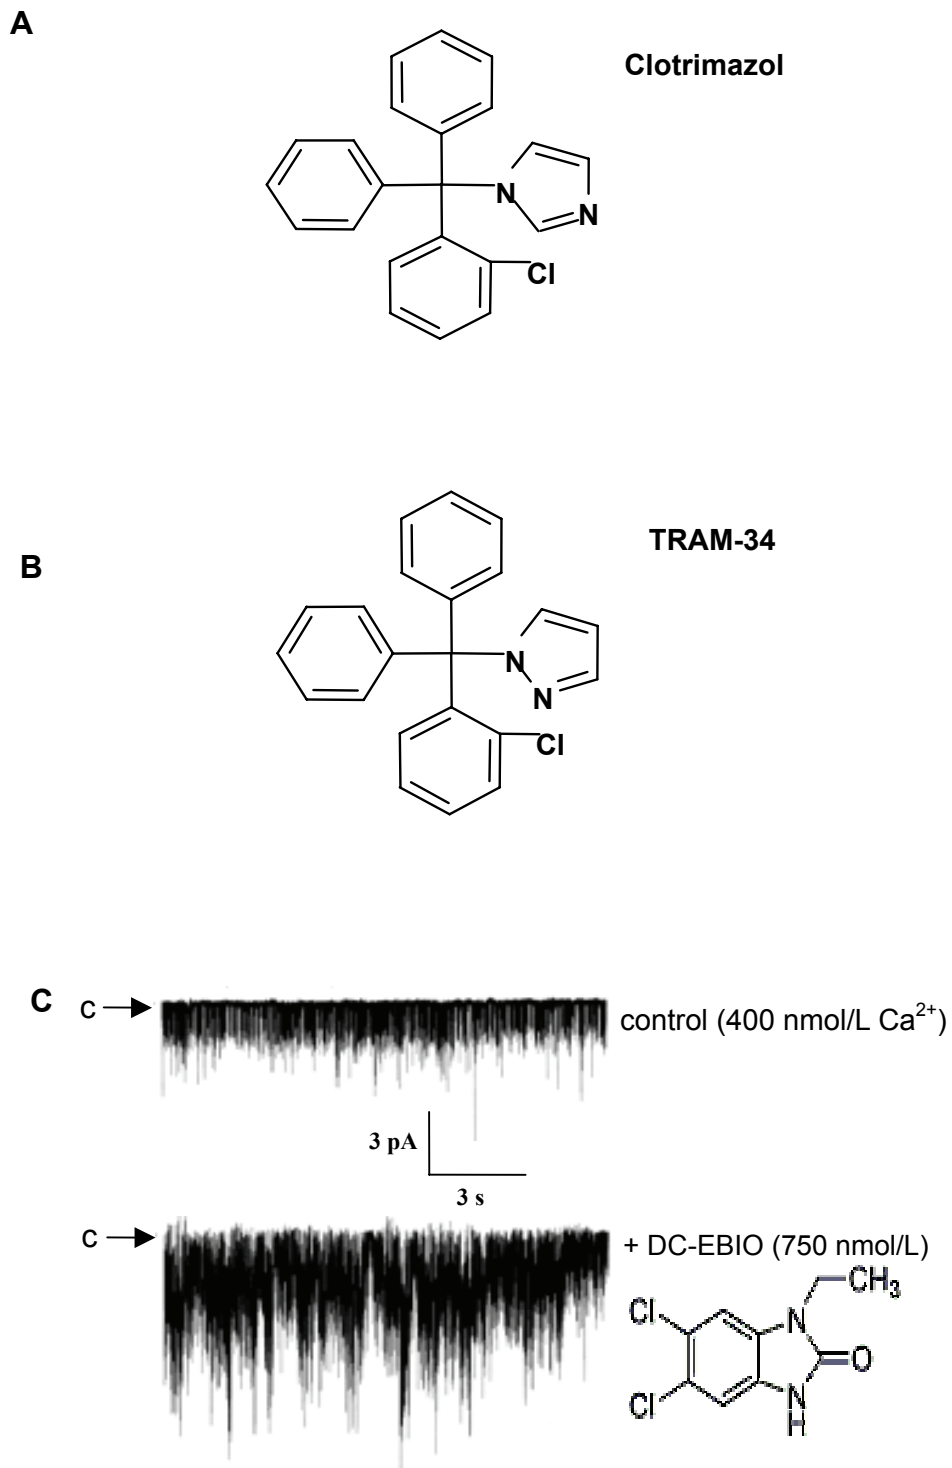 A
Clotrimazol
N
N
Cl
TRAM-34
B
N
N
Cl
C
c
control (400 nmol/L Ca²⁺)
3 pA
3 s
c
+ DC-EBIO (750 nmol/L)
CH₃
Cl
N
O
Cl
N
H